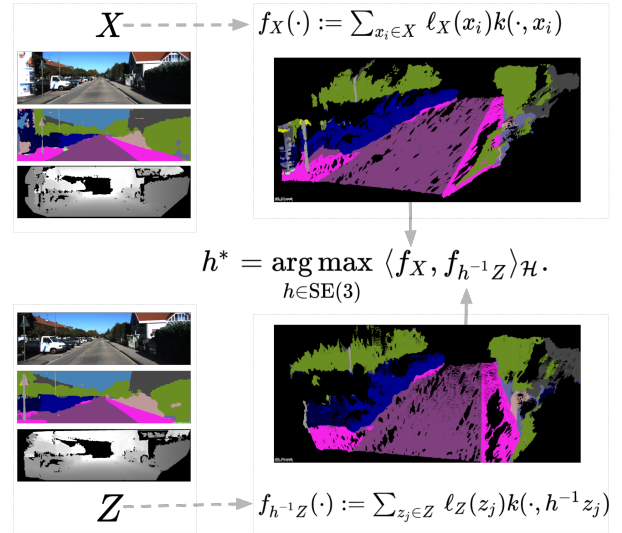 X
f_X(·) := ∑_{x_i∈X} ℓ_X(x_i)k(·, x_i)
h* = arg max_{h∈SE(3)} ⟨f_X, f_{h^{-1}Z}⟩_ℋ.
Z
f_{h^{-1}Z}(·) := ∑_{z_j∈Z} ℓ_Z(z_j)k(·, h^{-1}z_j)